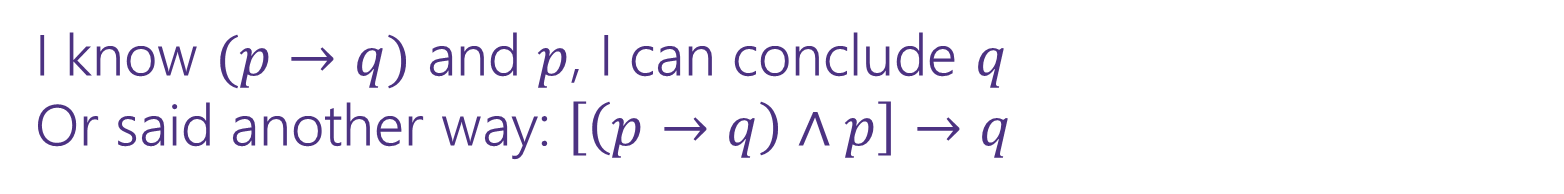 I know (𝑝 → 𝑞) and 𝑝, I can conclude 𝑞
Or said another way: [(𝑝 → 𝑞) ∧ 𝑝] → 𝑞